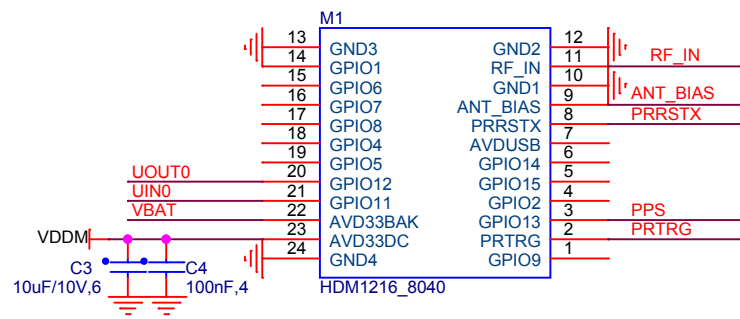 M1
13 GND3 GND2 12
14 GPIO1 RF_IN 11 RF_IN
15 GPIO6 GND1 10
16 GPIO7 ANT_BIAS 9 ANT_BIAS
17 GPIO8 PRRSTX 8 PRRSTX
18 GPIO4 AVDUSB 7
19 GPIO5 GPIO14 6
UOUT0 20 GPIO12 GPIO15 5
UIN0 21 GPIO11 GPIO2 4
VBAT 22 AVD33BAK GPIO13 3 PPS
VDDM 23 AVD33DC PRTRG 2 PRTRG
24 GND4 GPIO9 1
C3 C4
10uF/10V,6 100nF,4 HDM1216_8040